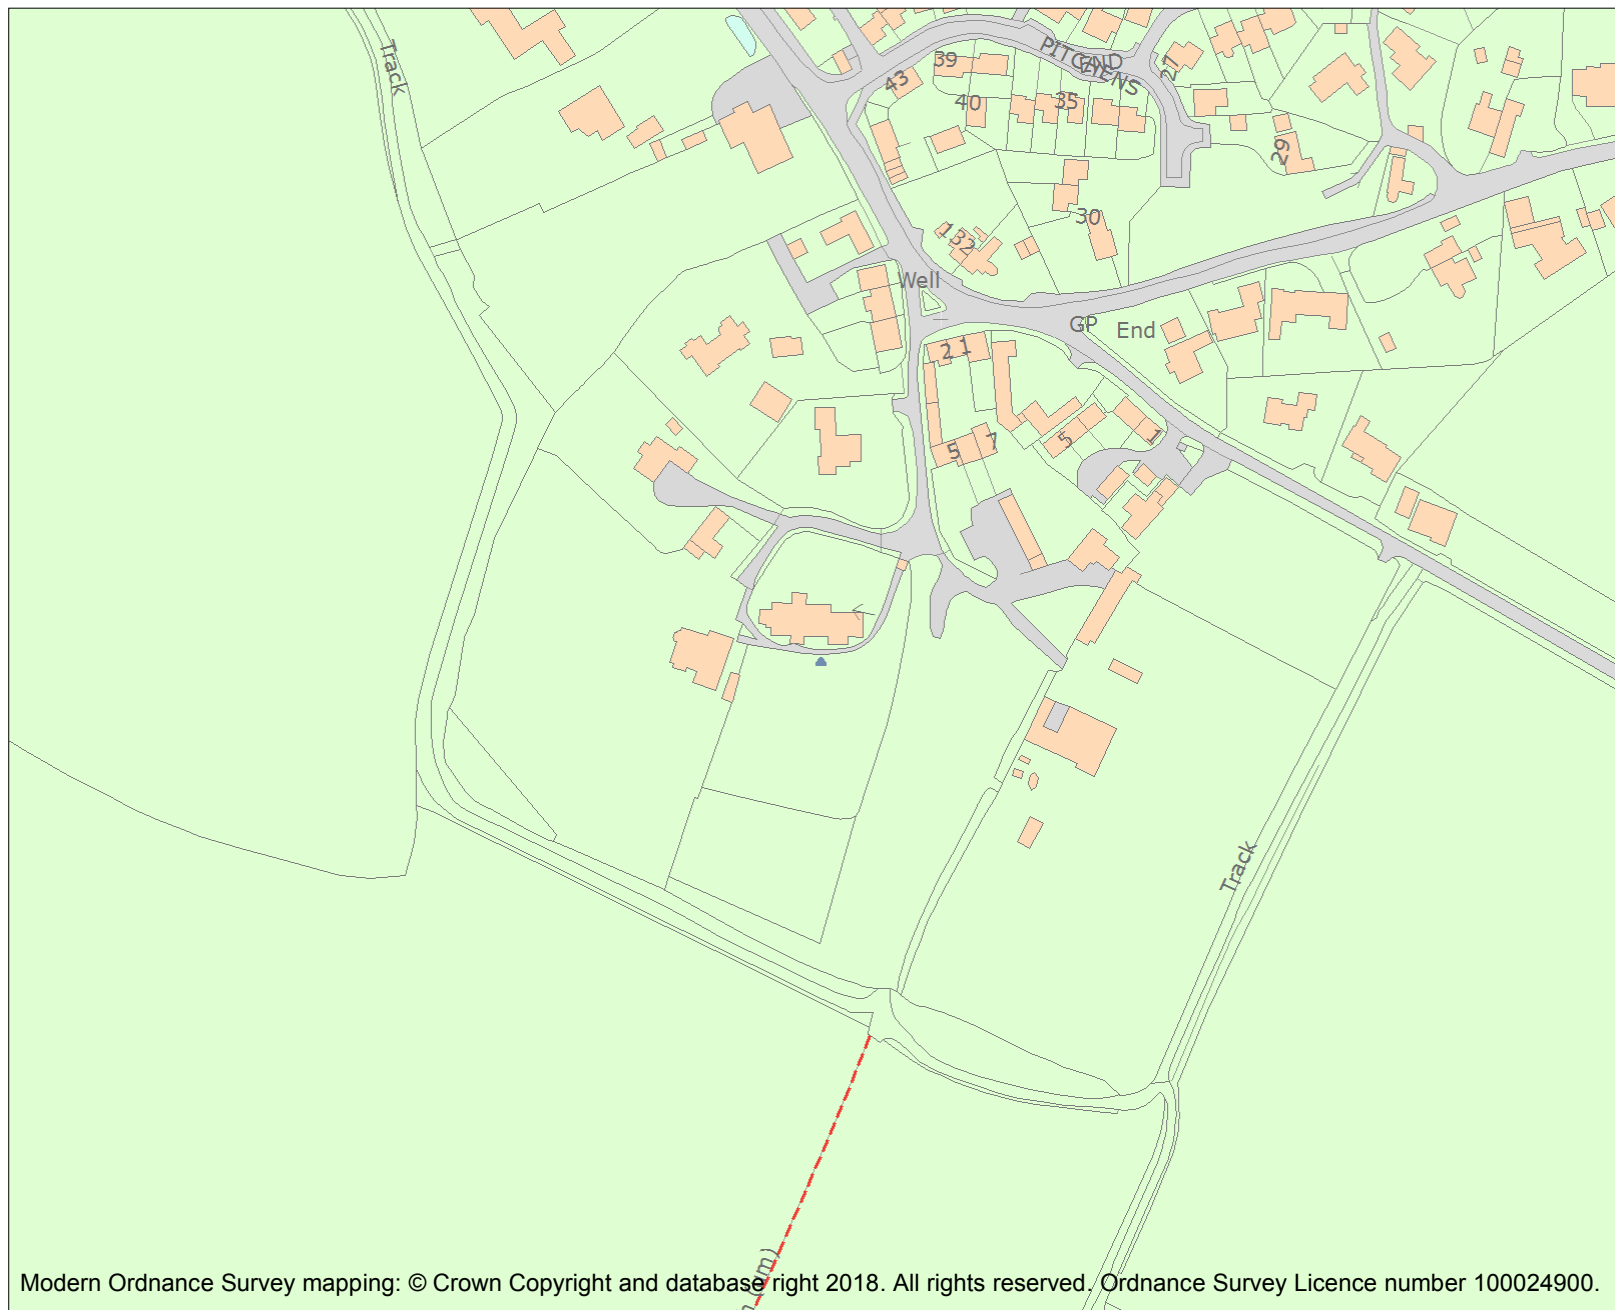 Track
39
PITCHENS
END
27
43
40
35
29
30
132
Well
GP
End
2 1
5
7
5
1
Track
Modern Ordnance Survey mapping: © Crown Copyright and database right 2018. All rights reserved. Ordnance Survey Licence number 100024900.